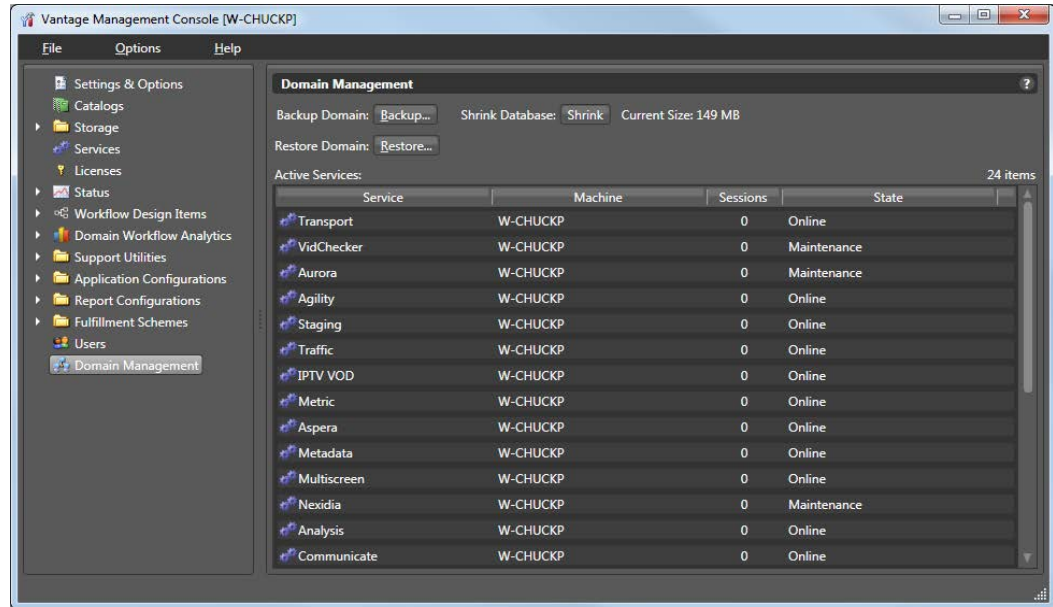 Vantage Management Console [W-CHUCKP]
File Options Help
Settings & Options
Catalogs
Storage
Services
Licenses
Status
Workflow Design Items
Domain Workflow Analytics
Support Utilities
Application Configurations
Report Configurations
Fulfillment Schemes
Users
Domain Management
Domain Management ?
Backup Domain: Backup... Shrink Database: Shrink Current Size: 149 MB
Restore Domain: Restore...
Active Services: 24 items
Service Machine Sessions State
Transport W-CHUCKP 0 Online
VidChecker W-CHUCKP 0 Maintenance
Aurora W-CHUCKP 0 Maintenance
Agility W-CHUCKP 0 Online
Staging W-CHUCKP 0 Online
Traffic W-CHUCKP 0 Online
IPTV VOD W-CHUCKP 0 Online
Metric W-CHUCKP 0 Online
Aspera W-CHUCKP 0 Online
Metadata W-CHUCKP 0 Online
Multiscreen W-CHUCKP 0 Online
Nexidia W-CHUCKP 0 Maintenance
Analysis W-CHUCKP 0 Online
Communicate W-CHUCKP 0 Online